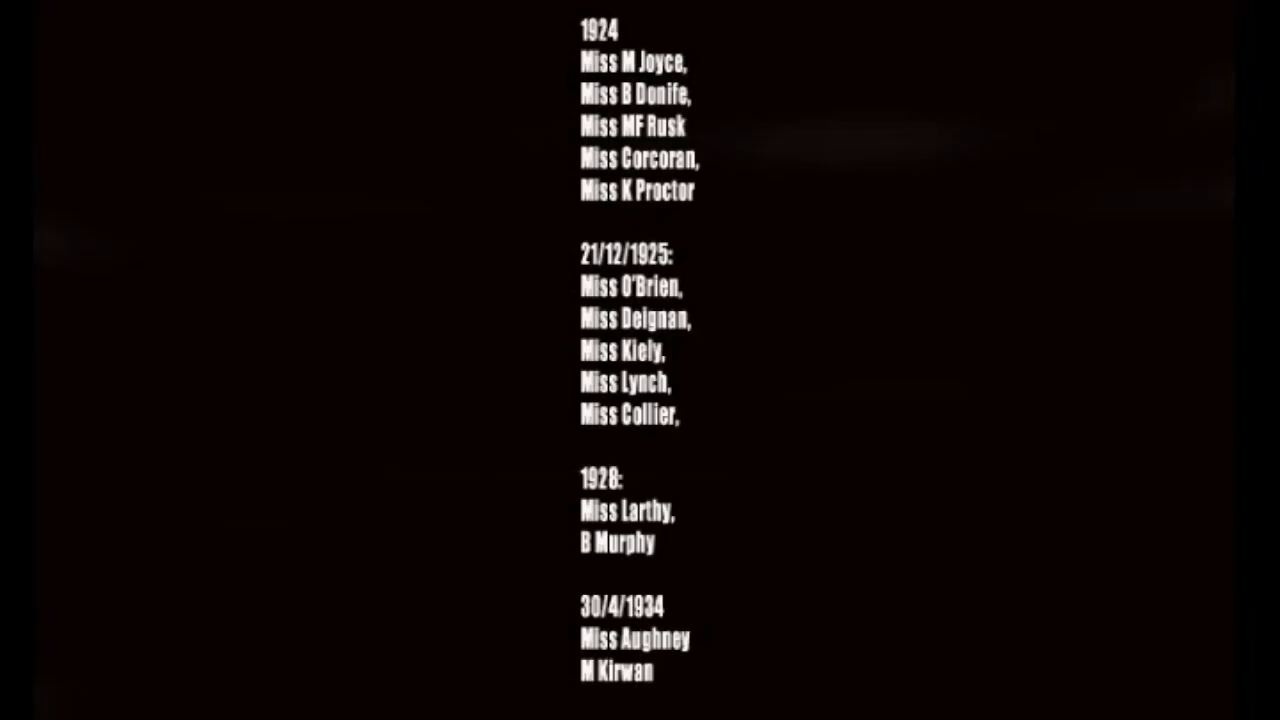 1924
Miss M Joyce,
Miss B Donife,
Miss MF Rusk
Miss Corcoran,
Miss K Proctor
21/12/1925:
Miss O'Brien,
Miss Deignan,
Miss Kiely,
Miss Lynch,
Miss Collier,
1928:
Miss Larthy,
B Murphy
30/4/1934
Miss Aughney
M Kirwan